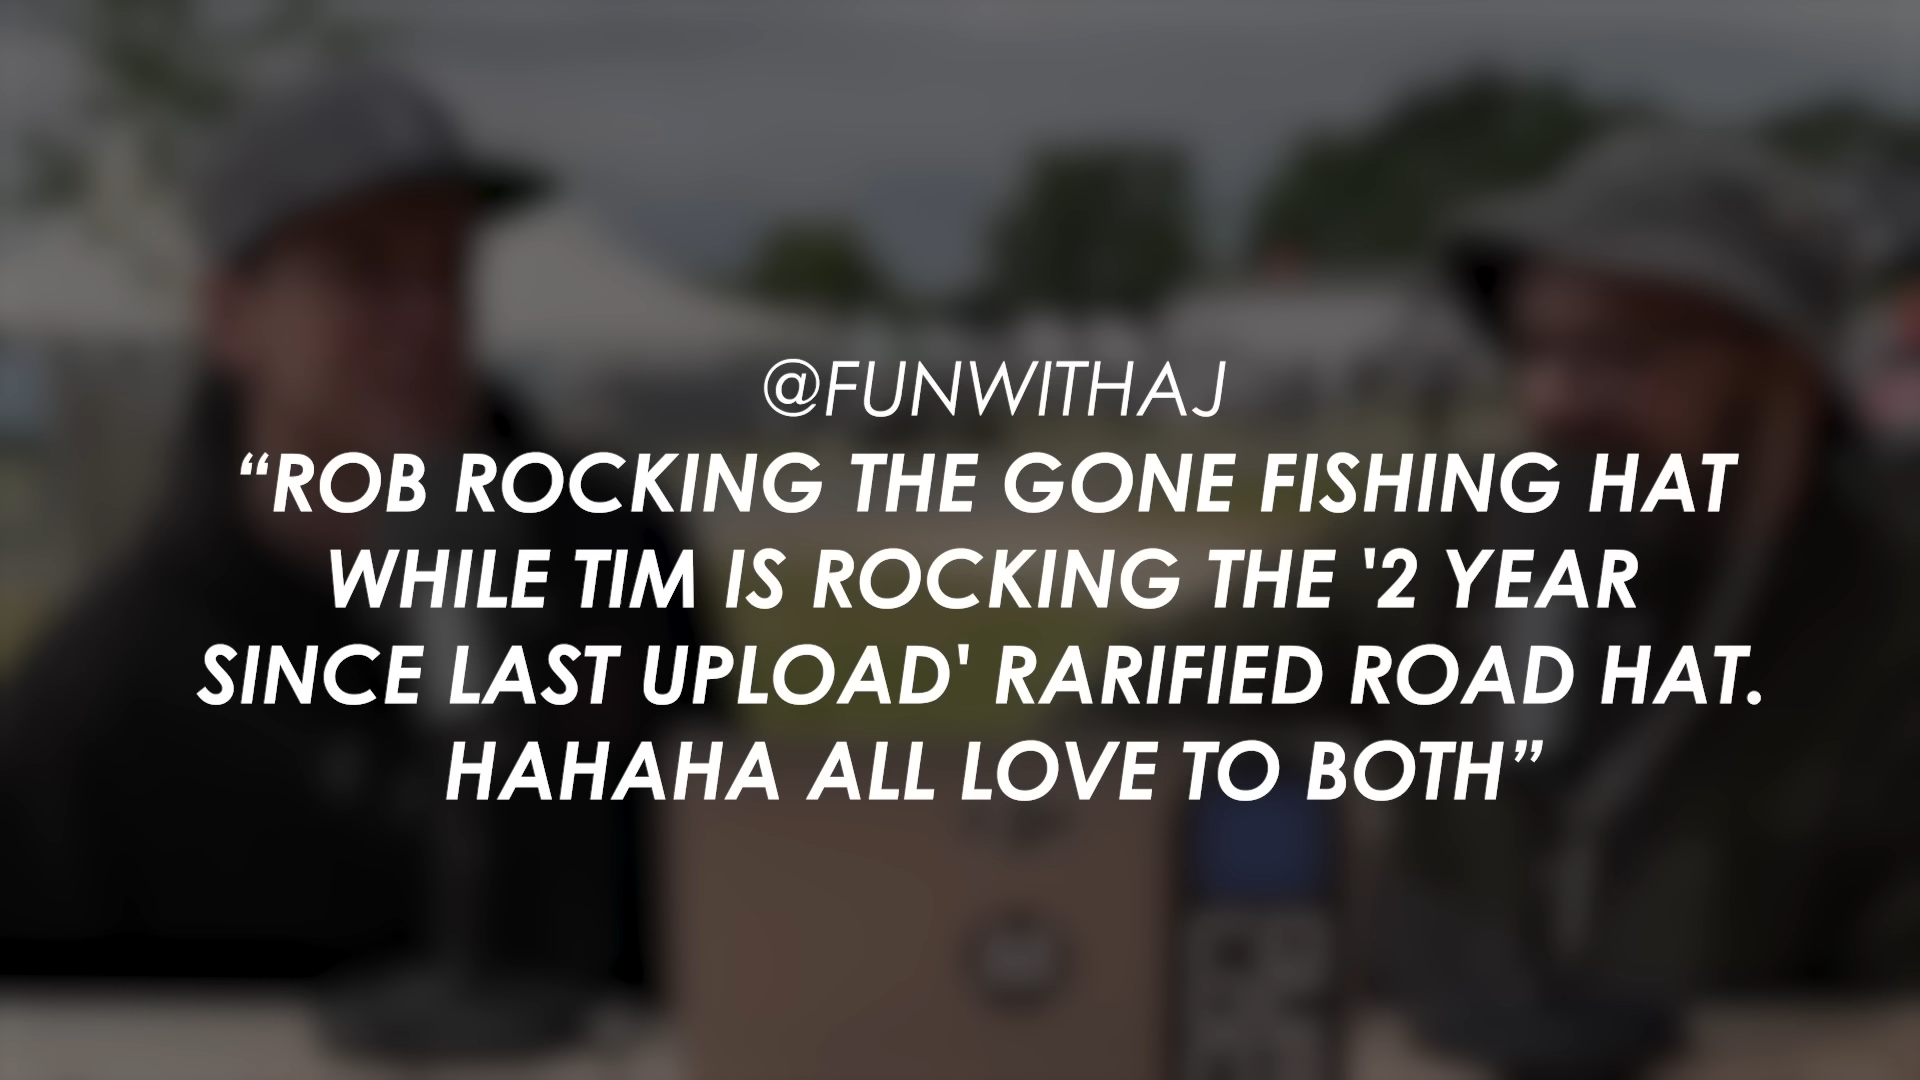 @FUNWITHAJ
“ROB ROCKING THE GONE FISHING HAT
WHILE TIM IS ROCKING THE '2 YEAR
SINCE LAST UPLOAD' RARIFIED ROAD HAT.
HAHAHA ALL LOVE TO BOTH”